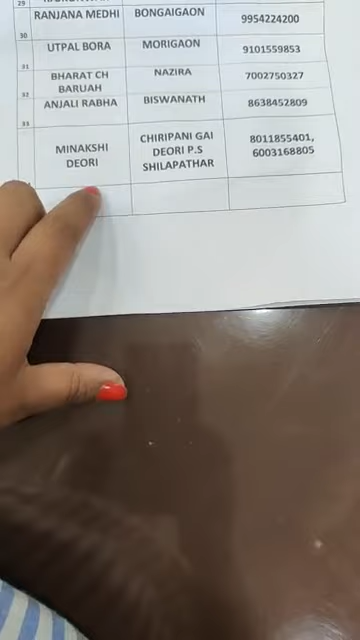 29
RANJANA MEDHI BONGAIGAON 9954224200
30
UTPAL BORA MORIGAON 9101559853
31
BHARAT CH BARUAH NAZIRA 7002750327
32
ANJALI RABHA BISWANATH 8638452809
33
MINAKSHI DEORI CHIRIPANI GAI DEORI P.S SHILAPATHAR 8011855401, 6003168805